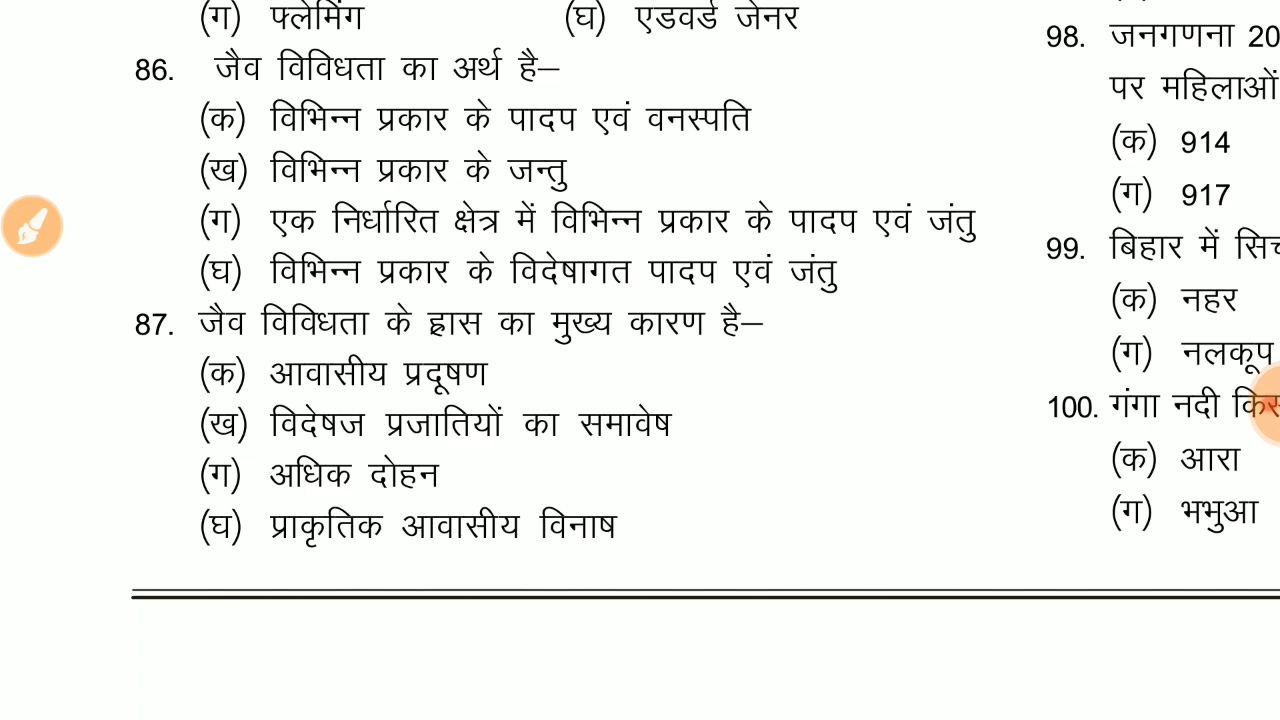 (ग) फ्लेमिंग (घ) एडवर्ड जेनर
86. जैव विविधता का अर्थ है–
(क) विभिन्न प्रकार के पादप एवं वनस्पति
(ख) विभिन्न प्रकार के जन्तु
(ग) एक निर्धारित क्षेत्र में विभिन्न प्रकार के पादप एवं जंतु
(घ) विभिन्न प्रकार के विदेषागत पादप एवं जंतु
87. जैव विविधता के ह्रास का मुख्य कारण है–
(क) आवासीय प्रदूषण
(ख) विदेषज प्रजातियों का समावेष
(ग) अधिक दोहन
(घ) प्राकृतिक आवासीय विनाष
98. जनगणना 20
पर महिलाओं
(क) 914
(ग) 917
99. बिहार में
(क) नहर
(ग) नलकूप
100. गंगा नदी
(क) आरा
(ग) भभुआ